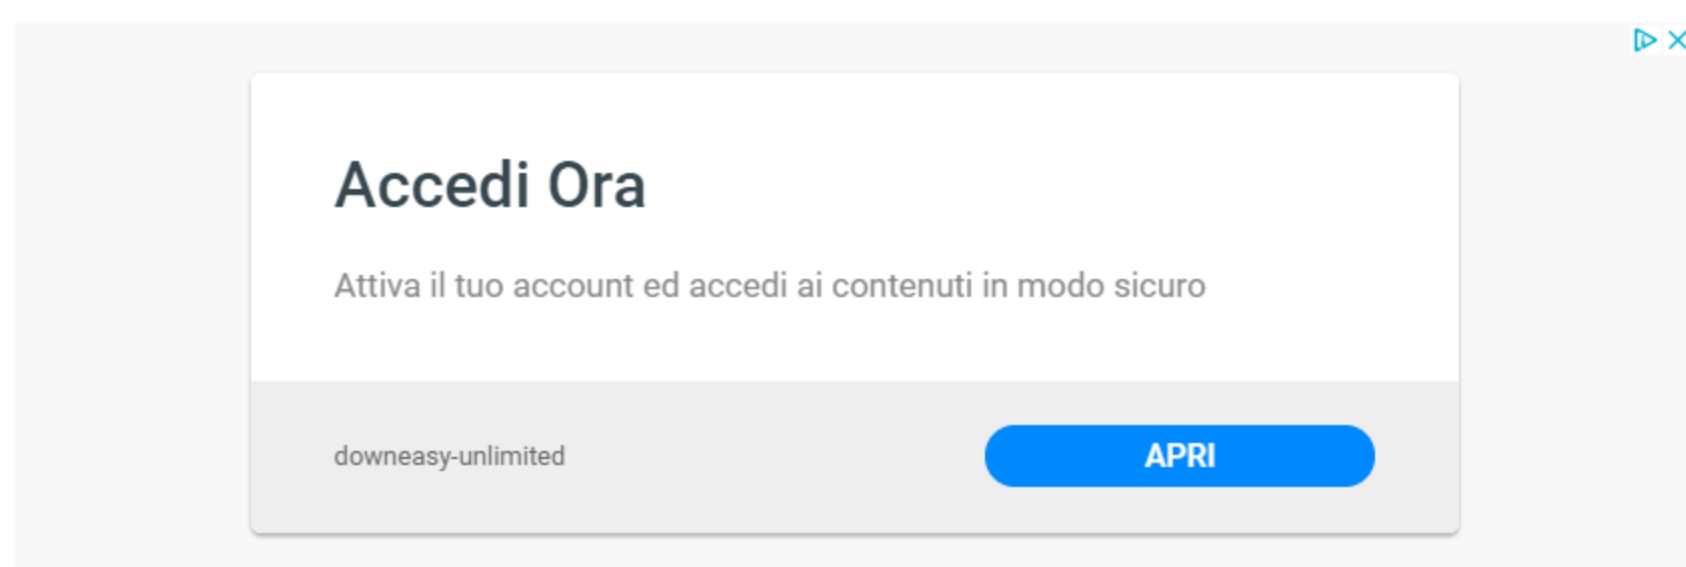 Accedi Ora
Attiva il tuo account ed accedi ai contenuti in modo sicuro
downeasy-unlimited
APRI